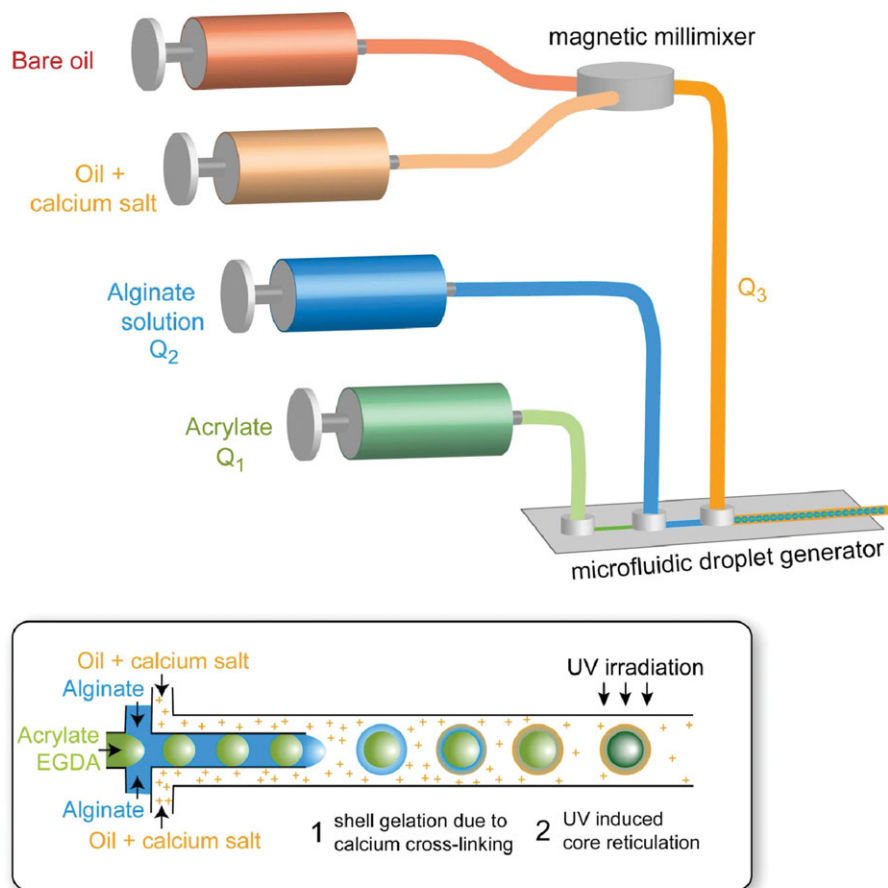 magnetic millimixer
Bare oil
Oil +
calcium salt
Alginate
solution
Q2
Q3
Acrylate
Q1
microfluidic droplet generator
Oil + calcium salt
UV irradiation
Alginate
Acrylate
EGDA
Alginate
Oil + calcium salt
1 shell gelation due to
calcium cross-linking
2 UV induced
core reticulation